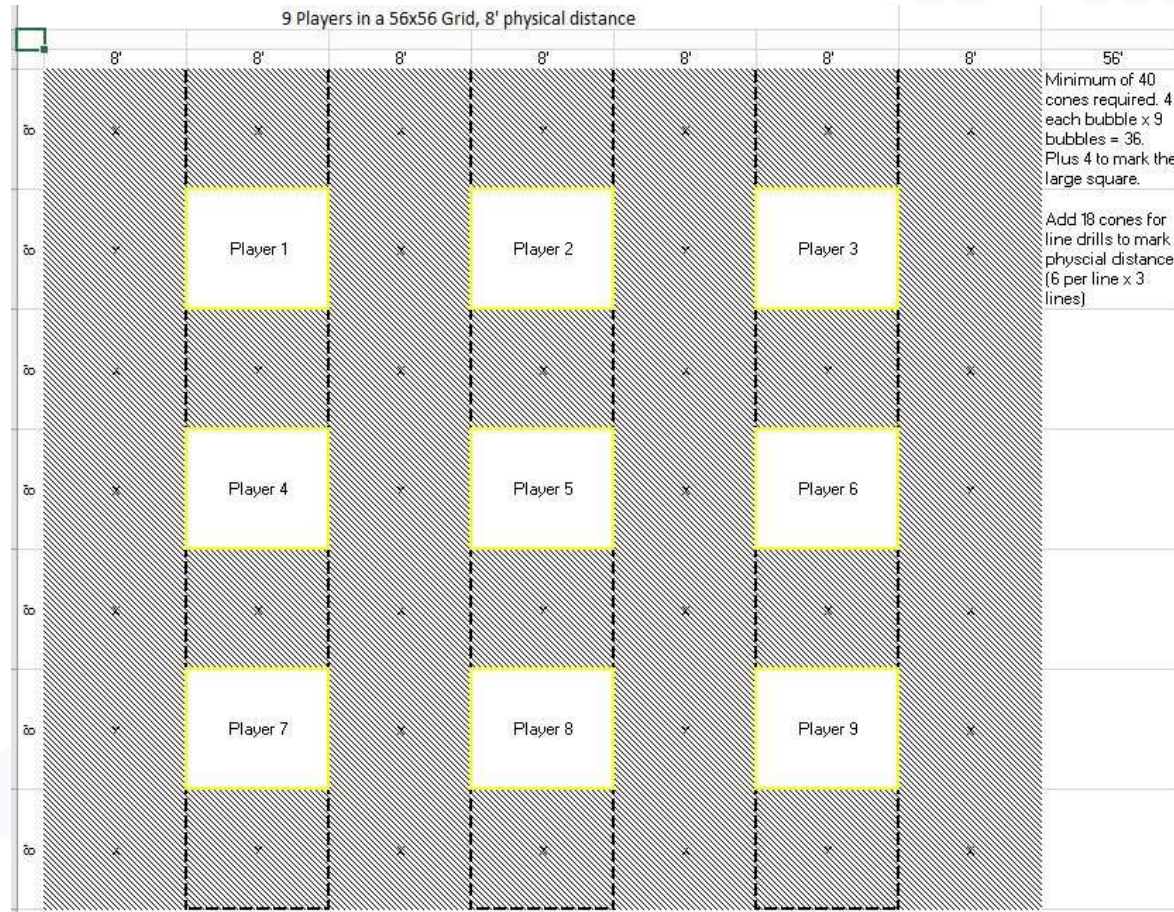 9 Players in a 56x56 Grid, 8' physical distance
8' 8' 8' 8' 8' 8' 8' 56'
Minimum of 40
cones required. 4
each bubble x 9
bubbles = 36.
Plus 4 to mark the
large square.
Add 18 cones for
line drills to mark
physcial distance
(6 per line x 3
lines)
8' X X X X X X X
8' X Player 1 X Player 2 X Player 3 X
8' X X X X X X X
8' X Player 4 X Player 5 X Player 6 X
8' X X X X X X X
8' X Player 7 X Player 8 X Player 9 X
8' X X X X X X X